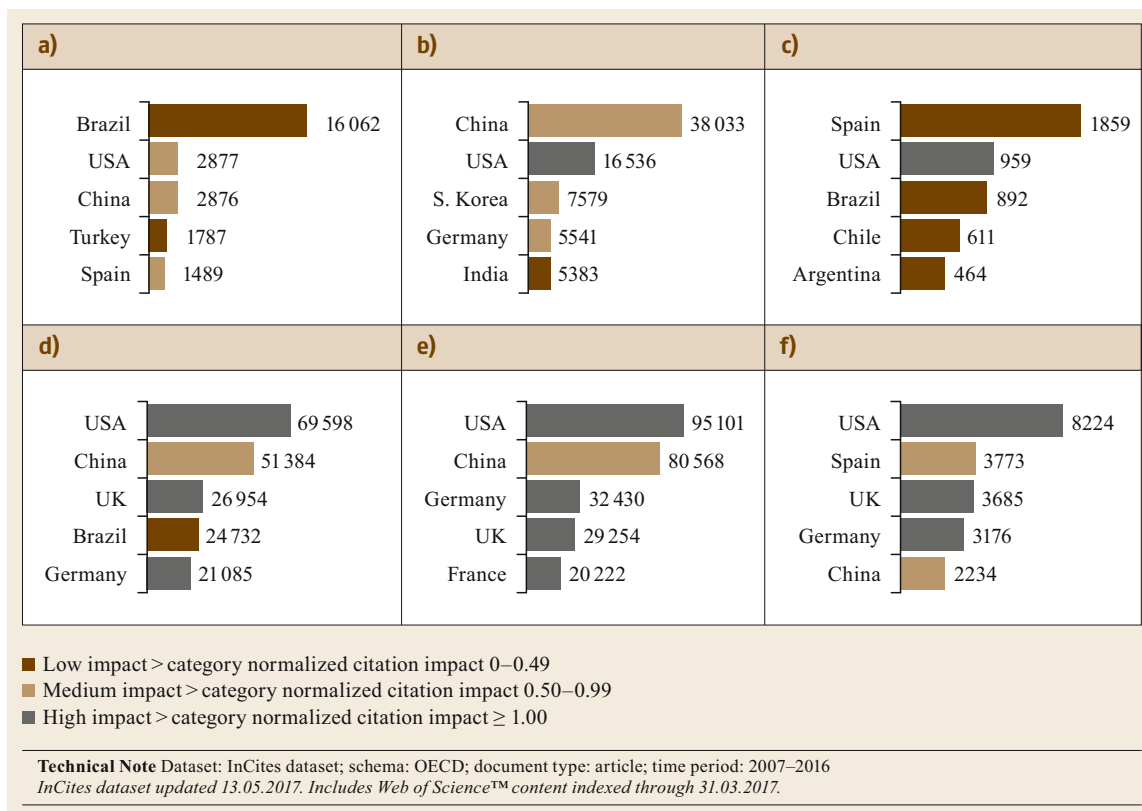 a)
b)
c)
Brazil 16 062
USA 2877
China 2876
Turkey 1787
Spain 1489
China 38 033
USA 16 536
S. Korea 7579
Germany 5541
India 5383
Spain 1859
USA 959
Brazil 892
Chile 611
Argentina 464
d)
e)
f)
USA 69 598
China 51 384
UK 26 954
Brazil 24 732
Germany 21 085
USA 95 101
China 80 568
Germany 32 430
UK 29 254
France 20 222
USA 8224
Spain 3773
UK 3685
Germany 3176
China 2234
Low impact > category normalized citation impact 0–0.49
Medium impact > category normalized citation impact 0.50–0.99
High impact > category normalized citation impact ≥ 1.00
Technical Note Dataset: InCites dataset; schema: OECD; document type: article; time period: 2007–2016
InCites dataset updated 13.05.2017. Includes Web of Science™ content indexed through 31.03.2017.